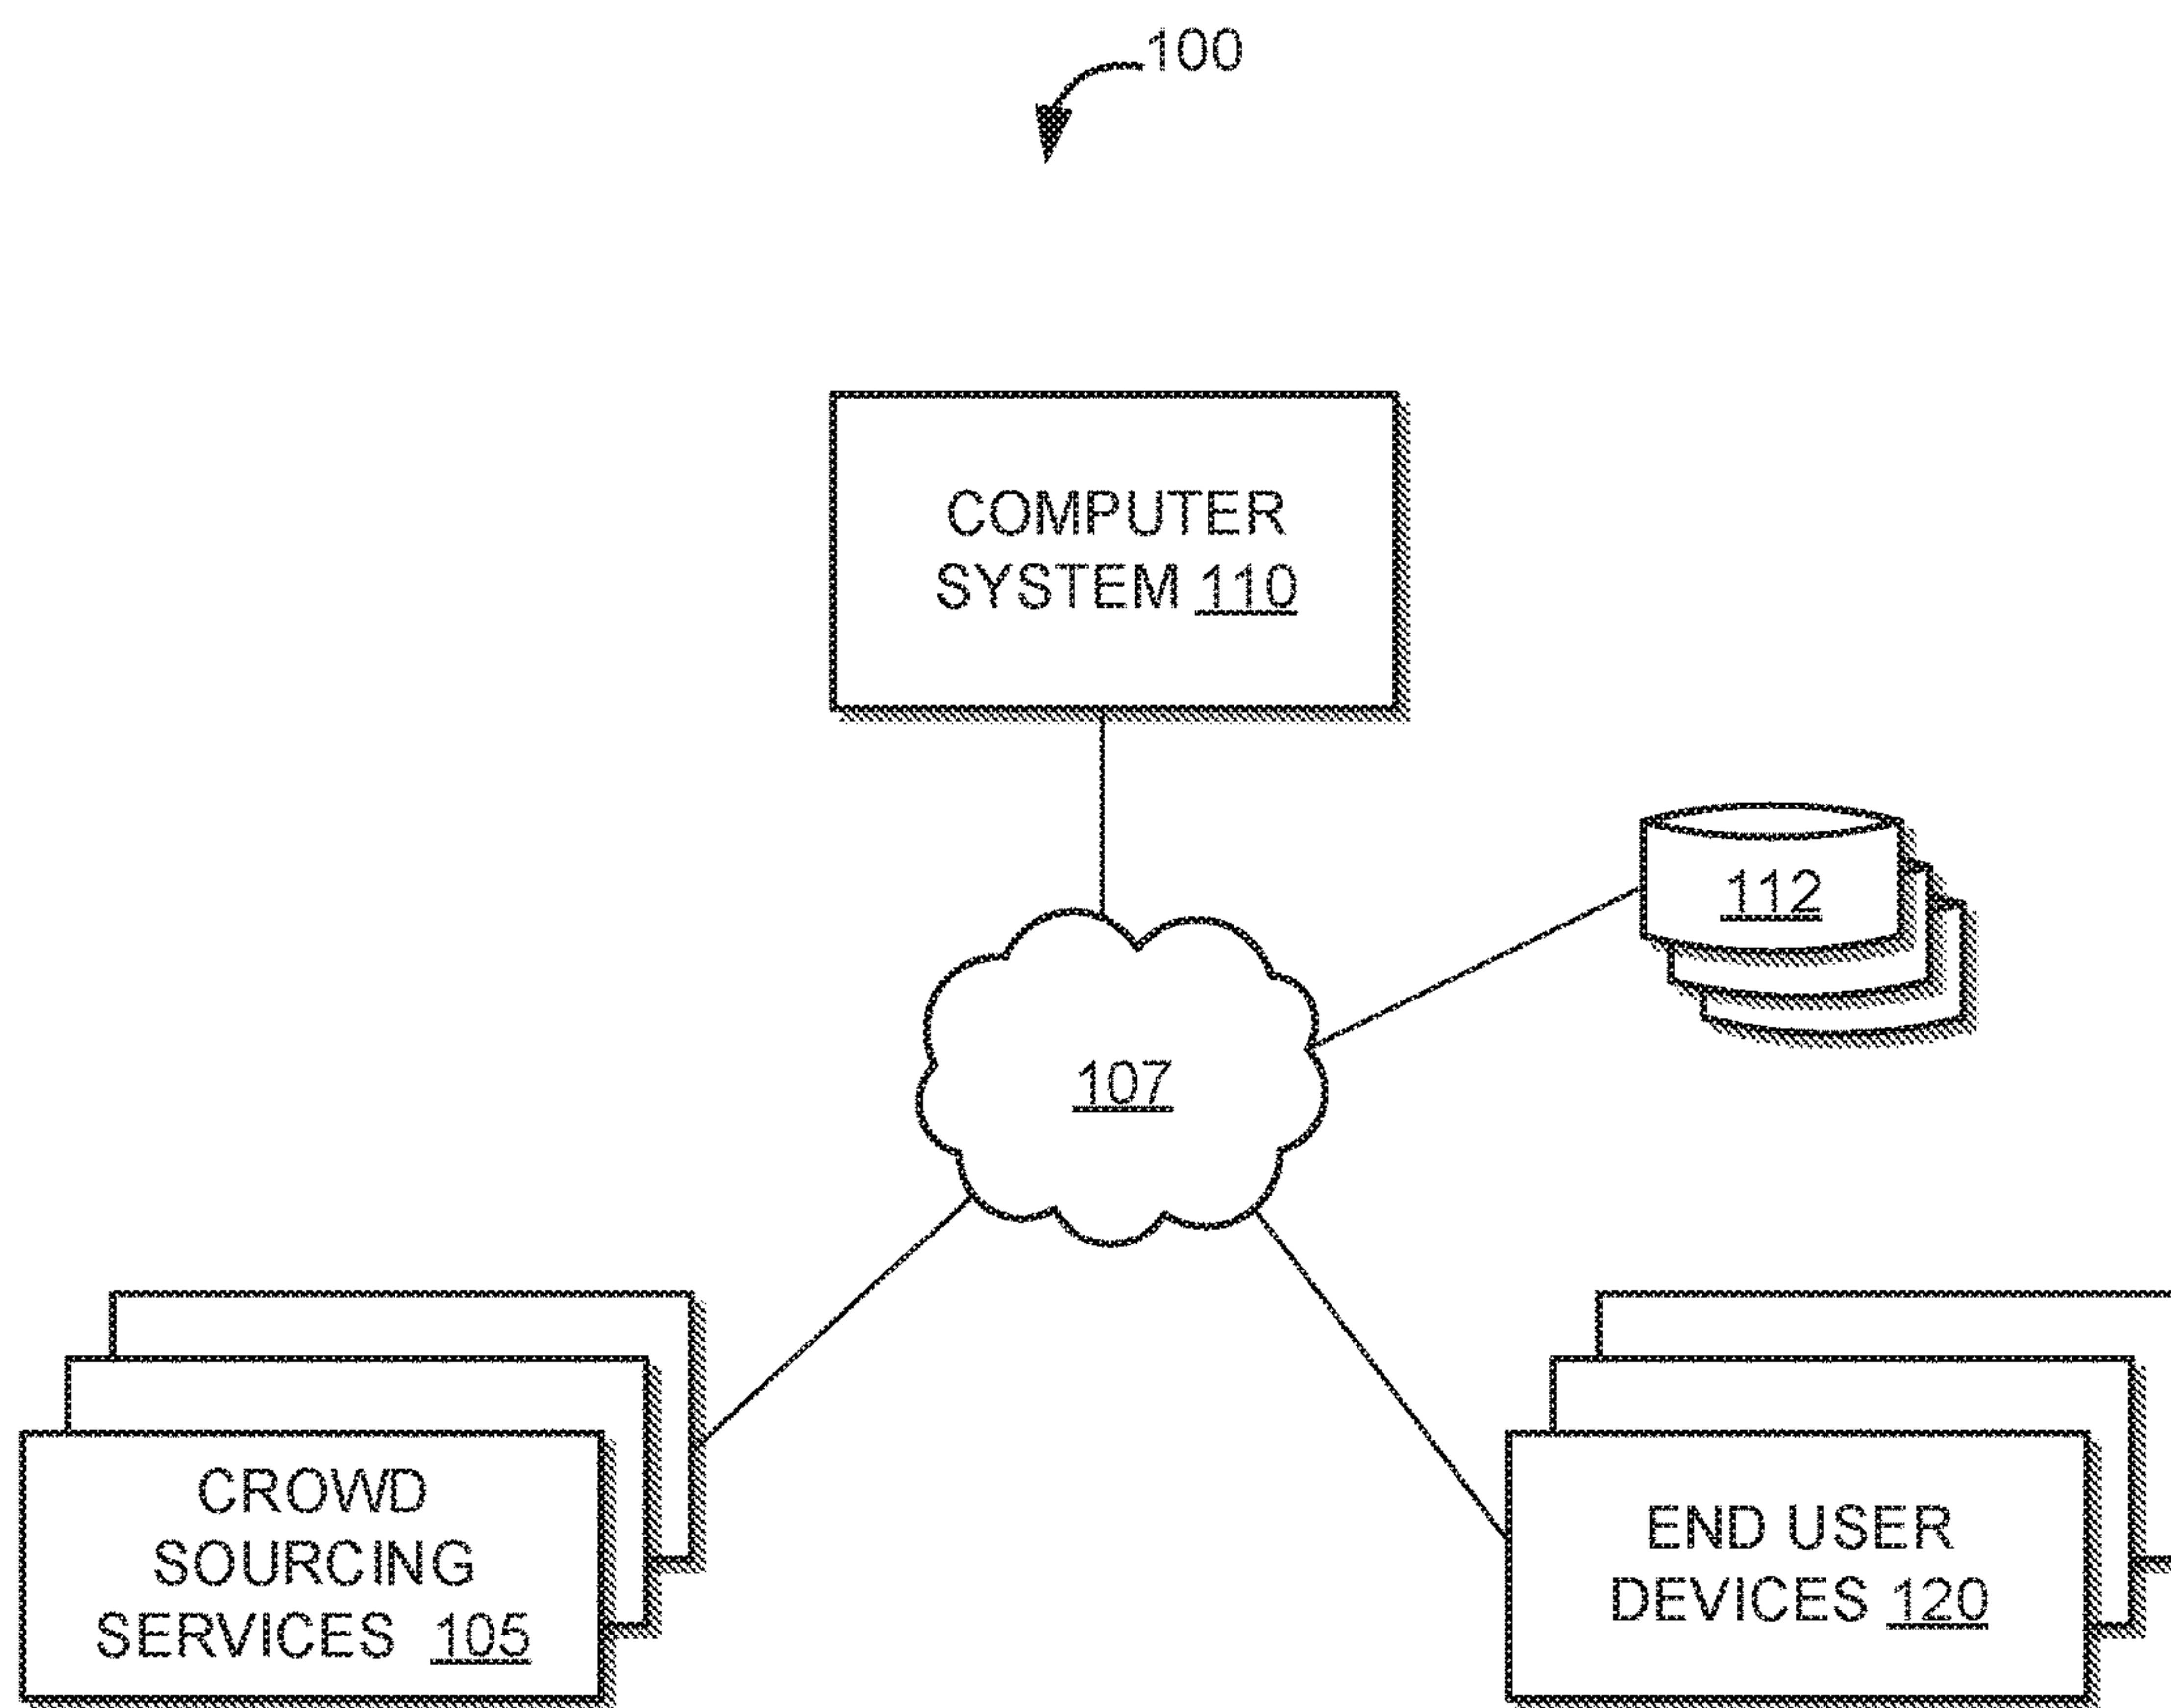 100
COMPUTER
SYSTEM 110
112
107
CROWD
SOURCING
SERVICES 105
END USER
DEVICES 120